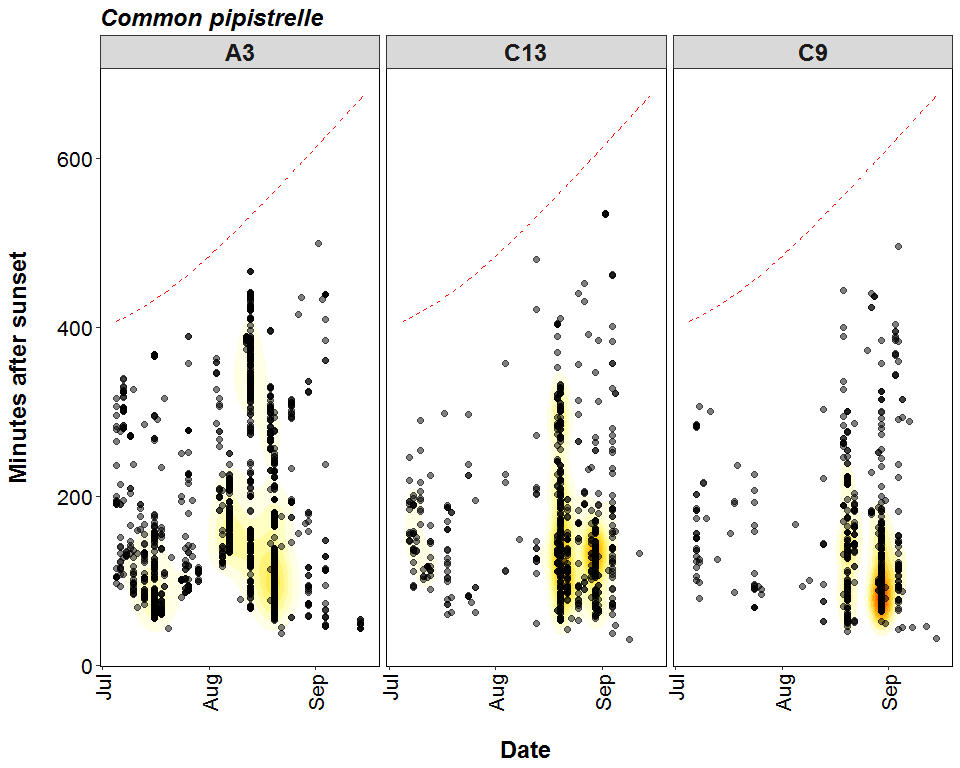 Common pipistrelle
A3 C13 C9
Minutes after sunset
600
400
200
0
Jul Aug Sep Jul Aug Sep Jul Aug Sep
Date